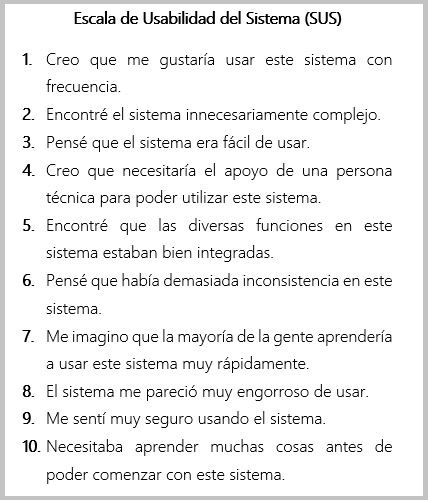 Escala de Usabilidad del Sistema (SUS)
1. Creo que me gustaría usar este sistema con
frecuencia.
2. Encontré el sistema innecesariamente complejo.
3. Pensé que el sistema era fácil de usar.
4. Creo que necesitaría el apoyo de una persona
técnica para poder utilizar este sistema.
5. Encontré que las diversas funciones en este
sistema estaban bien integradas.
6. Pensé que había demasiada inconsistencia en este
sistema.
7. Me imagino que la mayoría de la gente aprendería
a usar este sistema muy rápidamente.
8. El sistema me pareció muy engorroso de usar.
9. Me sentí muy seguro usando el sistema.
10. Necesitaba aprender muchas cosas antes de
poder comenzar con este sistema.